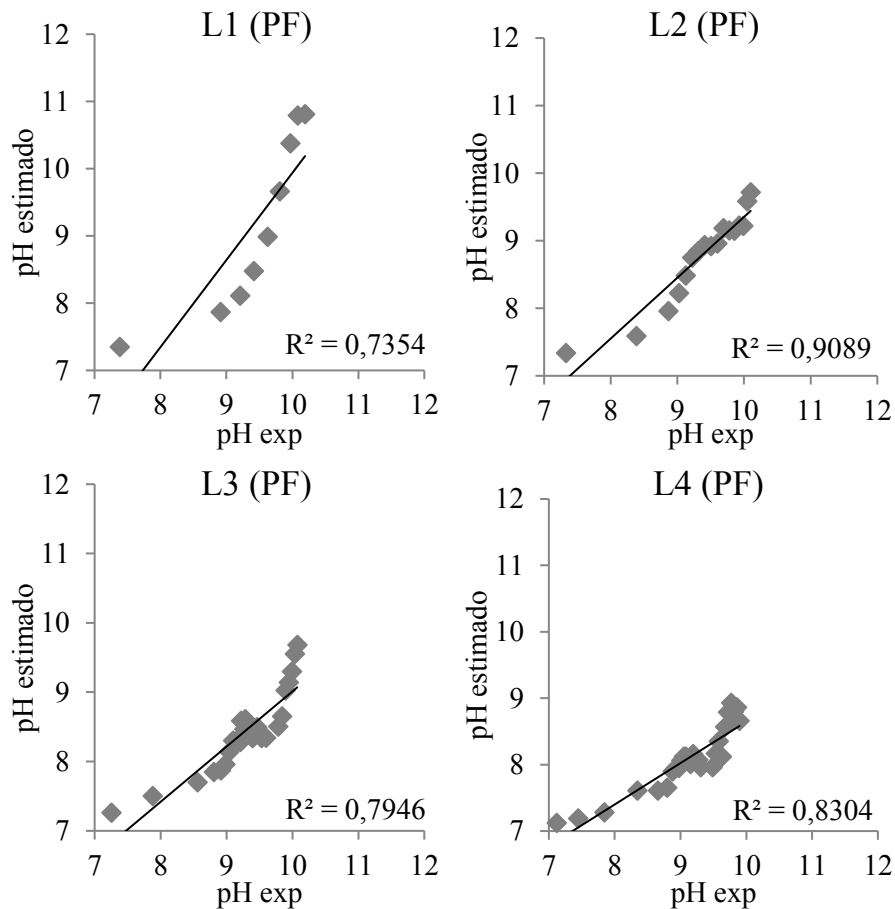 L1 (PF)
12
11
10
9
8
7
pH estimado
R² = 0,7354
7 8 9 10 11 12
pH exp
L2 (PF)
12
11
10
9
8
7
pH estimado
R² = 0,9089
7 8 9 10 11 12
pH exp
L3 (PF)
12
11
10
9
8
7
pH estimado
R² = 0,7946
7 8 9 10 11 12
pH exp
L4 (PF)
12
11
10
9
8
7
pH estimado
R² = 0,8304
7 8 9 10 11 12
pH exp